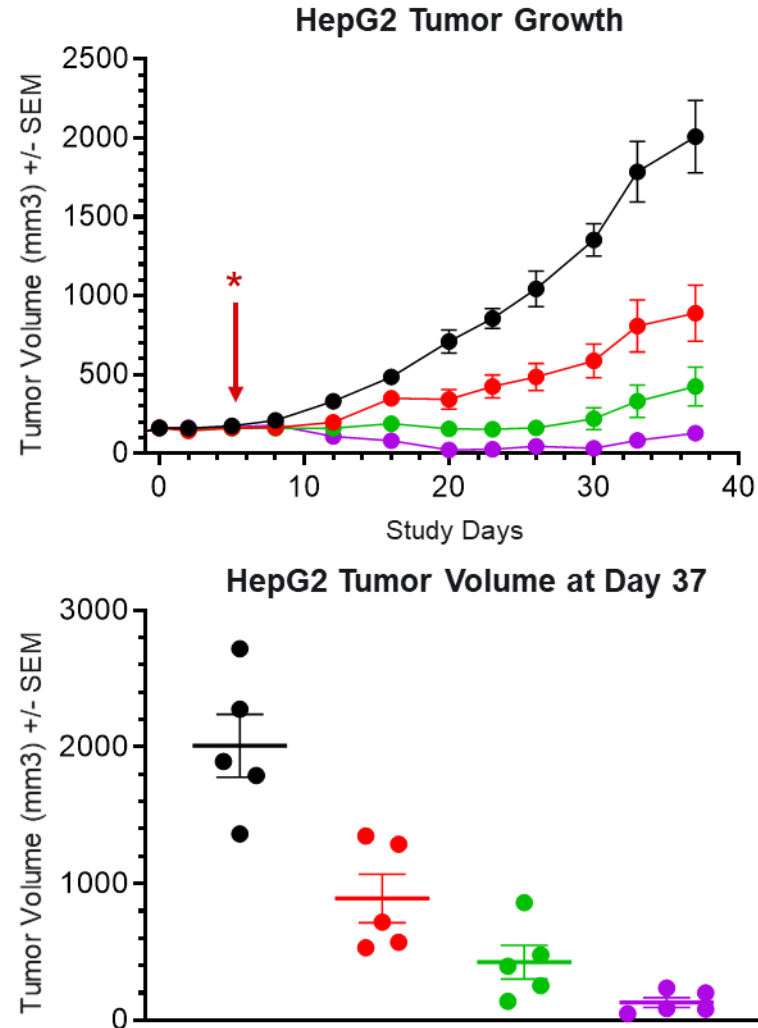 HepG2 Tumor Growth
Tumor Volume (mm3) +/- SEM
2500
2000
1500
1000
500
0
*
0 10 20 30 40
Study Days
HepG2 Tumor Volume at Day 37
Tumor Volume (mm3) +/- SEM
3000
2000
1000
0